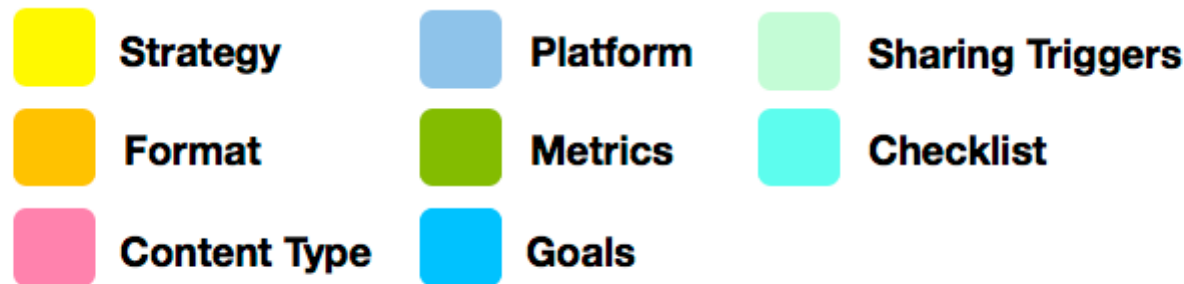 Strategy
Platform
Sharing Triggers
Format
Metrics
Checklist
Content Type
Goals